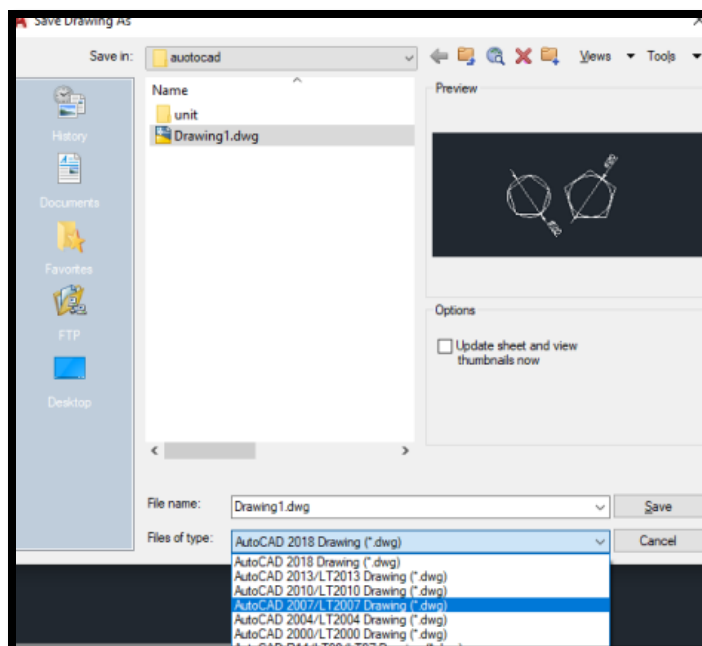 Save Drawing As
Save in:
auotocad
Views
Tools
Name
Preview
unit
Drawing1.dwg
History
Documents
Favorites
FTP
Desktop
Options
Update sheet and view
thumbnails now
File name:
Drawing1.dwg
Save
Files of type:
AutoCAD 2018 Drawing (*.dwg)
Cancel
AutoCAD 2018 Drawing (*.dwg)
AutoCAD 2013/LT2013 Drawing (*.dwg)
AutoCAD 2010/LT2010 Drawing (*.dwg)
AutoCAD 2007/LT2007 Drawing (*.dwg)
AutoCAD 2004/LT2004 Drawing (*.dwg)
AutoCAD 2000/LT2000 Drawing (*.dwg)